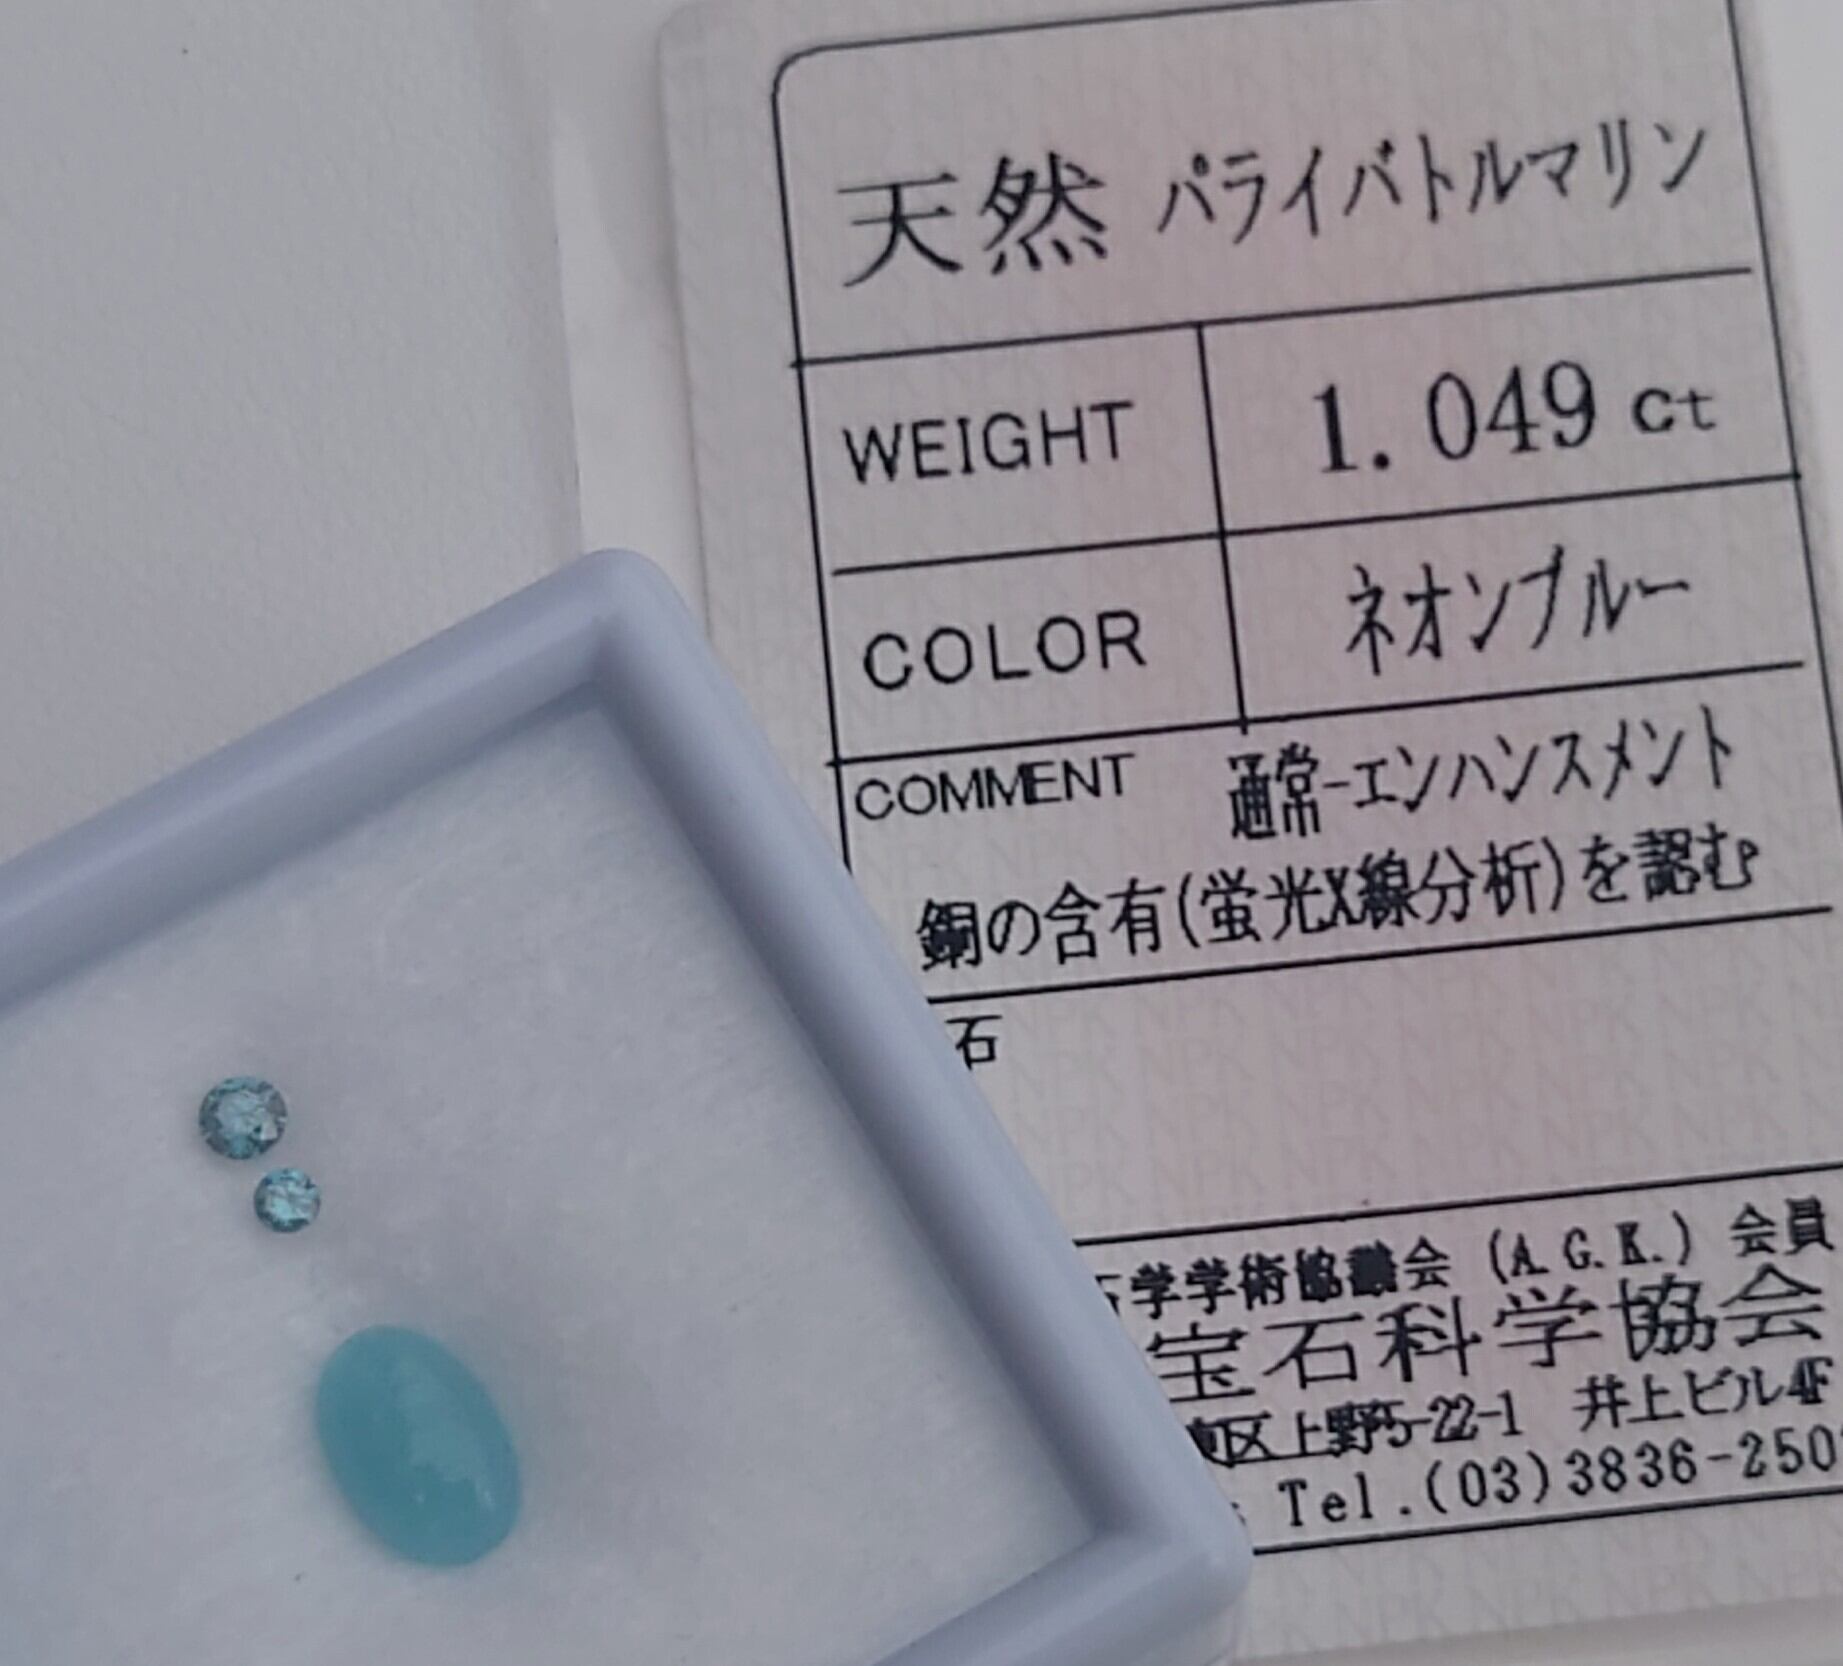 天然 パライバトルマリン
WEIGHT 1.049 ct
COLOR ネオンブルー
COMMENT 通常-エンハンスメント
銅の含有(蛍光X線分析)を認む
石
学学術協議会 (A.G.K.) 会員
宝石科学協会
区上野5-22-1 井上ビル4F
Tel.(03)3836-250